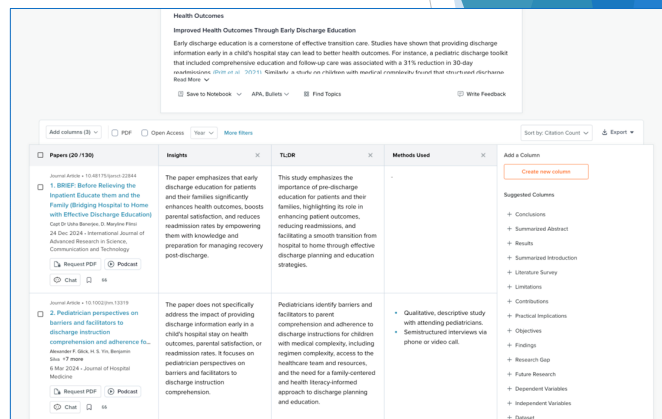 Health Outcomes
Improved Health Outcomes Through Early Discharge Education
Early discharge education is a cornerstone of effective transition care. Studies have shown that providing discharge
information early in a child's hospital stay can lead to better health outcomes. For instance, a pediatric discharge toolkit
that included comprehensive education and follow-up care was associated with a 31% reduction in 30-day
readmissions (Pritt et al., 2021). Similarly, a study on children with medical complexity found that structured discharge
Read More
Save to Notebook
APA, Bullets
Find Topics
Write Feedback
Add columns (3)
PDF
Open Access
Year
More filters
Sort by: Citation Count
Export
Papers (20 /130)
Insights
TL;DR
Methods Used
Add a Column
Create new column
Journal Article • 10.48175/ijarsct-22844
1. BRIEF: Before Relieving the
Inpatient Educate them and the
Family (Bridging Hospital to Home
with Effective Discharge Education)
Capt Dr Usha Banerjee, D. Maryline Flinsi
24 Dec 2024 - International Journal of
Advanced Research in Science,
Communication and Technology
Request PDF
Podcast
Chat
The paper emphasizes that early
discharge education for patients
and their families significantly
enhances health outcomes, boosts
parental satisfaction, and reduces
readmission rates by empowering
them with knowledge and
preparation for managing recovery
post-discharge.
This study emphasizes the
importance of pre-discharge
education for patients and their
families, highlighting its role in
enhancing patient outcomes,
reducing readmissions, and
facilitating a smooth transition from
hospital to home through effective
discharge planning and education
strategies.
Journal Article • 10.1002/jhm.13319
2. Pediatrician perspectives on
barriers and facilitators to
discharge instruction
comprehension and adherence fo...
Alexander F. Glick, H. S. Yin, Benjamin
Silva +7 more
6 Mar 2024 - Journal of Hospital
Medicine
Request PDF
Podcast
Chat
The paper does not specifically
address the impact of providing
discharge information early in a
child's hospital stay on health
outcomes, parental satisfaction, or
readmission rates. It focuses on
pediatrician perspectives on
barriers and facilitators to
discharge instruction
comprehension.
Pediatricians identify barriers and
facilitators to parent
comprehension and adherence to
discharge instructions for children
with medical complexity, including
regimen complexity, access to the
healthcare team and resources,
and the need for a family-centered
and health literacy-informed
approach to discharge planning
and education.
• Qualitative, descriptive study
with attending pediatricians.
• Semistructured interviews via
phone or video call.
Suggested Columns
+ Conclusions
+ Summarized Abstract
+ Results
+ Summarized Introduction
+ Literature Survey
+ Limitations
+ Contributions
+ Practical Implications
+ Objectives
+ Findings
+ Research Gap
+ Future Research
+ Dependent Variables
+ Independent Variables
+ Dataset